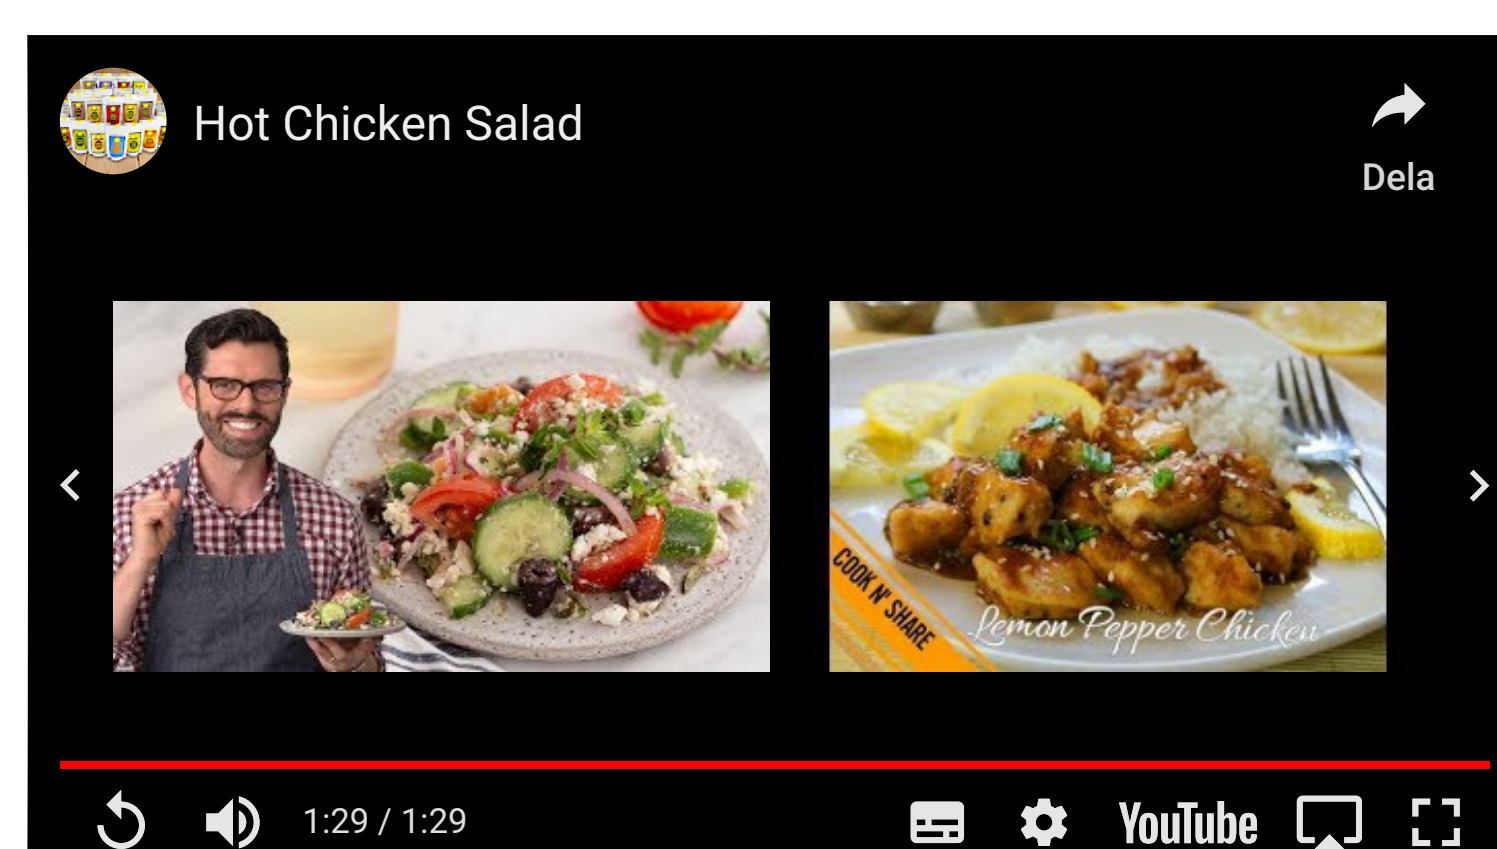 Hot Chicken Salad
Dela
COOK N' SHARE
Lemon Pepper Chicken
1:29 / 1:29
YouTube